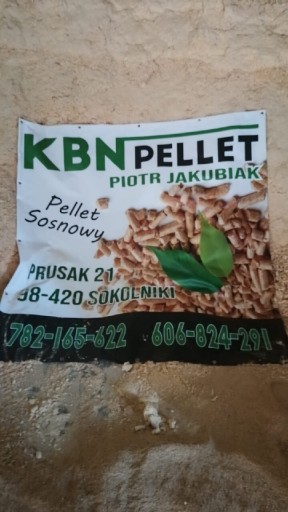 KBN PELLET
PIOTR JAKUBIAK
Pellet
Sosnowy
PRUSAK 21
98-420 SOKOLNIKI
782-165-622 606-824-291